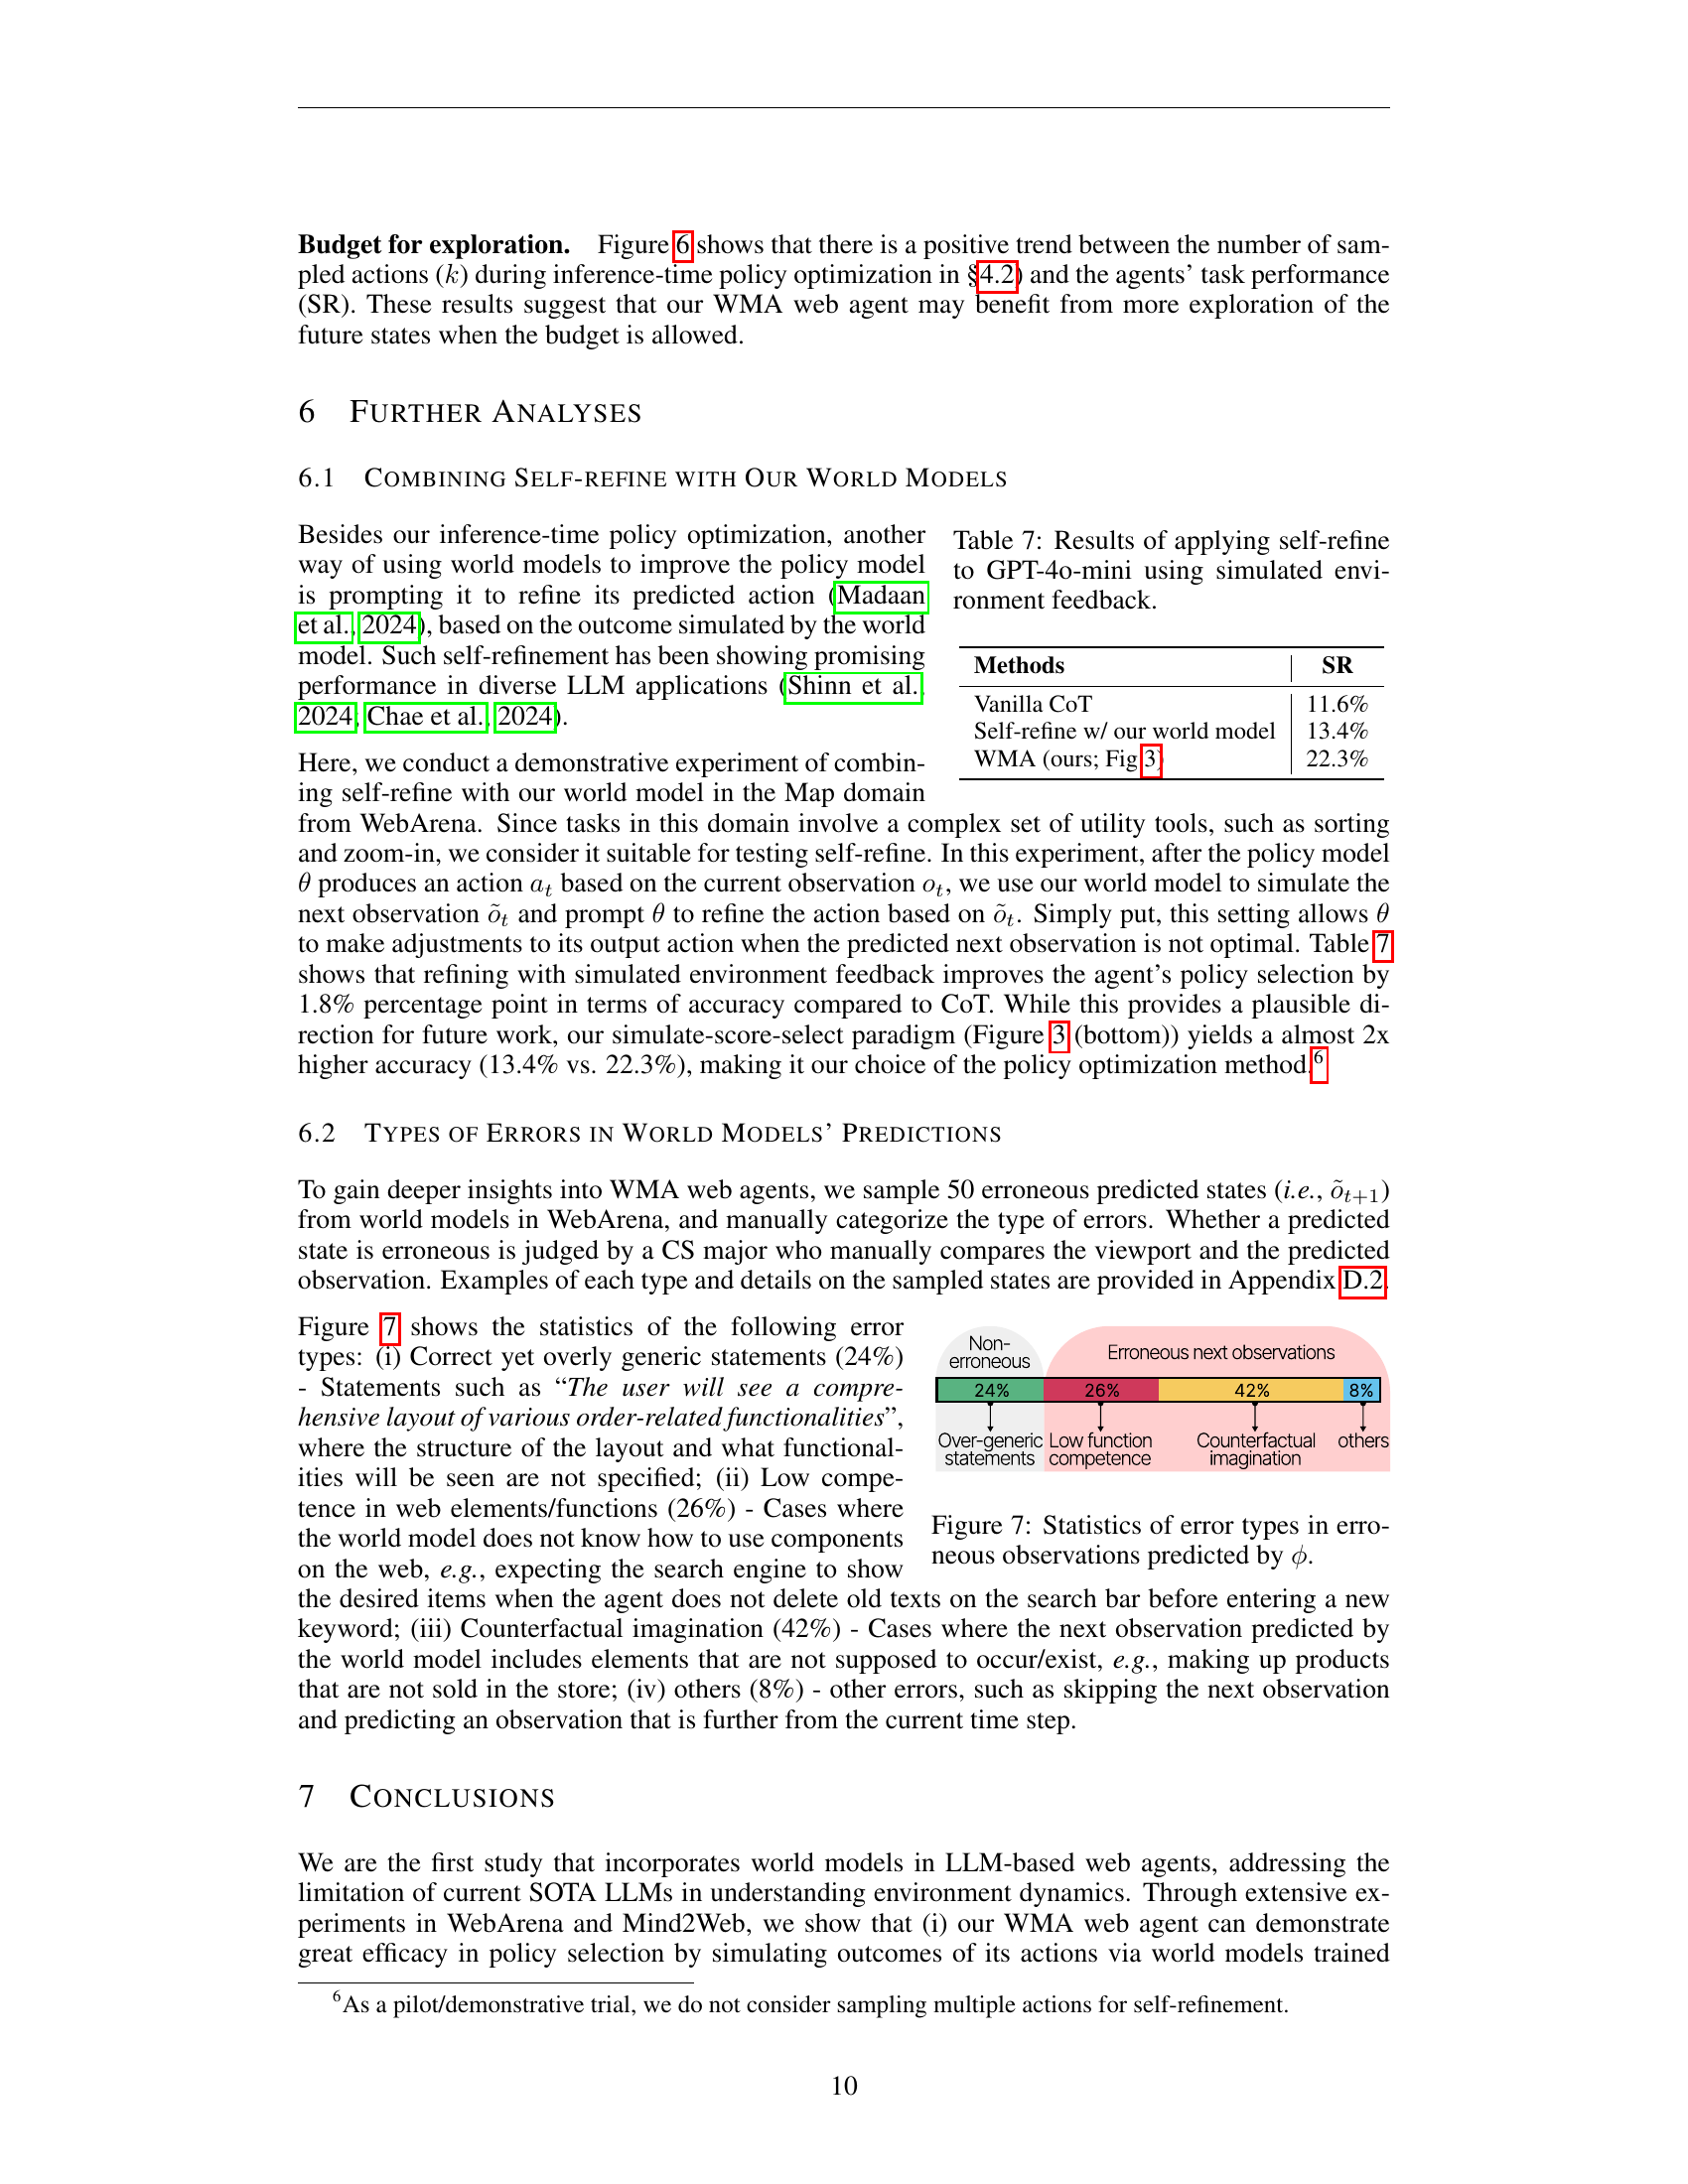 Budget for exploration. Figure 6 shows that there is a positive trend between the number of sam-
pled actions (k) during inference-time policy optimization in §4.2) and the agents' task performance
(SR). These results suggest that our WMA web agent may benefit from more exploration of the
future states when the budget is allowed.
6 FURTHER ANALYSES
6.1 COMBINING SELF-REFINE WITH OUR WORLD MODELS
Besides our inference-time policy optimization, another
way of using world models to improve the policy model
is prompting it to refine its predicted action (Madaan
et al., 2024), based on the outcome simulated by the world
model. Such self-refinement has been showing promising
performance in diverse LLM applications (Shinn et al.,
2024; Chae et al., 2024).
Table 7: Results of applying self-refine
to GPT-4o-mini using simulated envi-
ronment feedback.
Methods SR
Vanilla CoT 11.6%
Self-refine w/ our world model 13.4%
WMA (ours; Fig 3) 22.3%
Here, we conduct a demonstrative experiment of combin-
ing self-refine with our world model in the Map domain
from WebArena. Since tasks in this domain involve a complex set of utility tools, such as sorting
and zoom-in, we consider it suitable for testing self-refine. In this experiment, after the policy model
θ produces an action aₜ based on the current observation oₜ, we use our world model to simulate the
next observation õₜ and prompt θ to refine the action based on õₜ. Simply put, this setting allows θ
to make adjustments to its output action when the predicted next observation is not optimal. Table 7
shows that refining with simulated environment feedback improves the agent's policy selection by
1.8% percentage point in terms of accuracy compared to CoT. While this provides a plausible di-
rection for future work, our simulate-score-select paradigm (Figure 3 (bottom)) yields a almost 2x
higher accuracy (13.4% vs. 22.3%), making it our choice of the policy optimization method.⁶
6.2 TYPES OF ERRORS IN WORLD MODELS' PREDICTIONS
To gain deeper insights into WMA web agents, we sample 50 erroneous predicted states (i.e., õₜ₊₁)
from world models in WebArena, and manually categorize the type of errors. Whether a predicted
state is erroneous is judged by a CS major who manually compares the viewport and the predicted
observation. Examples of each type and details on the sampled states are provided in Appendix D.2.
Figure 7 shows the statistics of the following error
types: (i) Correct yet overly generic statements (24%)
- Statements such as “The user will see a compre-
hensive layout of various order-related functionalities”,
where the structure of the layout and what functional-
ities will be seen are not specified; (ii) Low compe-
tence in web elements/functions (26%) - Cases where
the world model does not know how to use components
on the web, e.g., expecting the search engine to show
Non-
erroneous
Erroneous next observations
24% 26% 42% 8%
Over-generic
statements
Low function
competence
Counterfactual
imagination
others
Figure 7: Statistics of error types in erro-
neous observations predicted by ϕ.
the desired items when the agent does not delete old texts on the search bar before entering a new
keyword; (iii) Counterfactual imagination (42%) - Cases where the next observation predicted by
the world model includes elements that are not supposed to occur/exist, e.g., making up products
that are not sold in the store; (iv) others (8%) - other errors, such as skipping the next observation
and predicting an observation that is further from the current time step.
7 CONCLUSIONS
We are the first study that incorporates world models in LLM-based web agents, addressing the
limitation of current SOTA LLMs in understanding environment dynamics. Through extensive ex-
periments in WebArena and Mind2Web, we show that (i) our WMA web agent can demonstrate
great efficacy in policy selection by simulating outcomes of its actions via world models trained
⁶As a pilot/demonstrative trial, we do not consider sampling multiple actions for self-refinement.
10